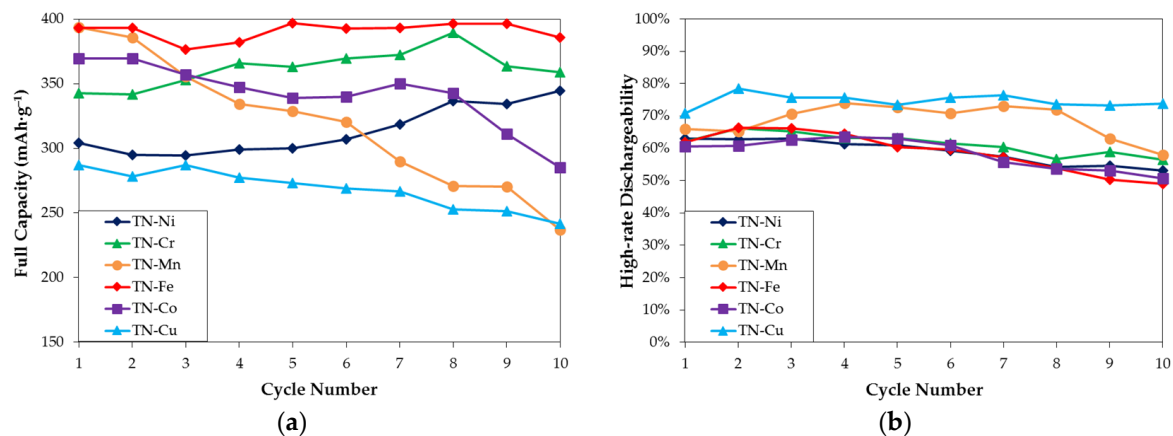 400
350
300
250
200
150
Full Capacity (mAh·g⁻¹)
TN-Ni
TN-Cr
TN-Mn
TN-Fe
TN-Co
TN-Cu
1 2 3 4 5 6 7 8 9 10
Cycle Number
(a)
100%
90%
80%
70%
60%
50%
40%
30%
20%
10%
0%
High-rate Dischargeability
TN-Ni
TN-Cr
TN-Mn
TN-Fe
TN-Co
TN-Cu
1 2 3 4 5 6 7 8 9 10
Cycle Number
(b)